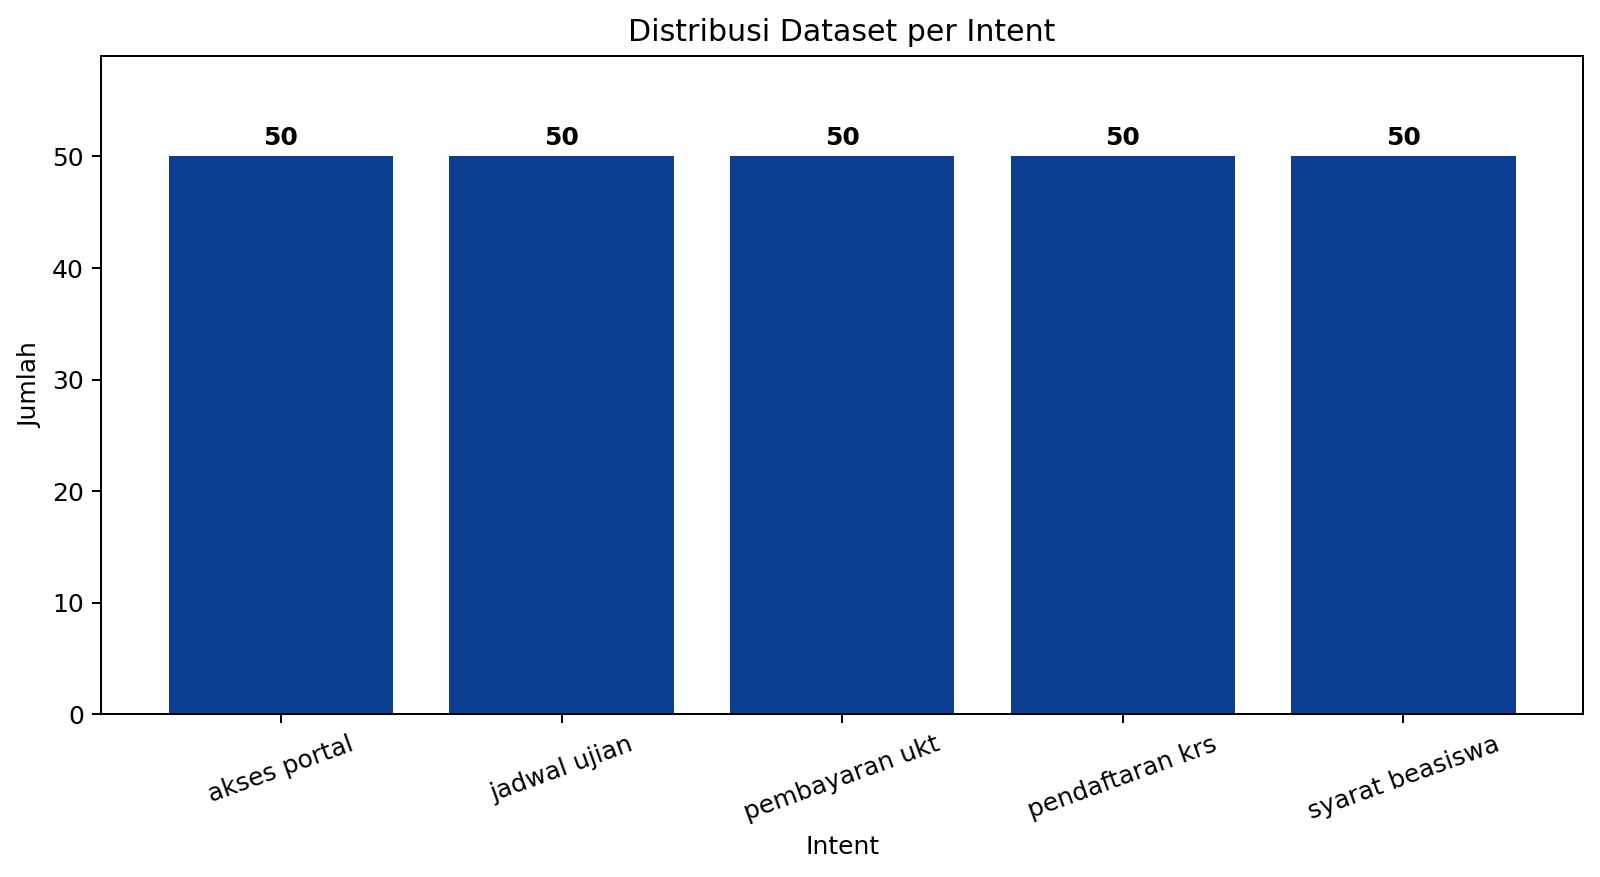 Distribusi Dataset per Intent
50 50 50 50 50
50
40
30
20
10
0
Jumlah
akses portal jadwal ujian pembayaran ukt pendaftaran krs syarat beasiswa
Intent